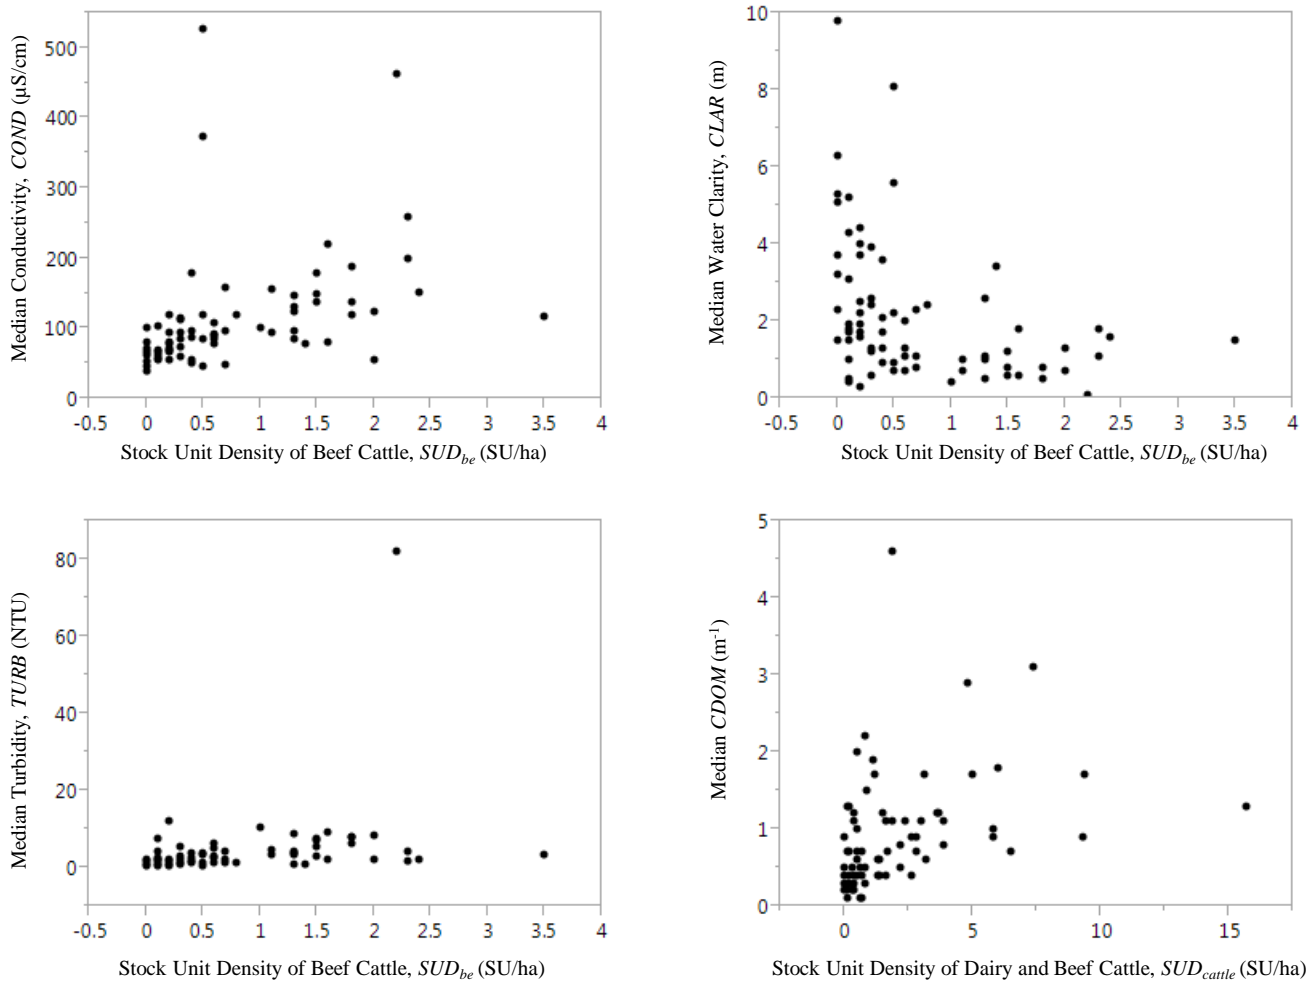 Median Conductivity, COND (μS/cm)
500
400
300
200
100
0
-0.5 0 0.5 1 1.5 2 2.5 3 3.5 4
Stock Unit Density of Beef Cattle, SUDbe (SU/ha)
Median Water Clarity, CLAR (m)
10
8
6
4
2
0
-0.5 0 0.5 1 1.5 2 2.5 3 3.5 4
Stock Unit Density of Beef Cattle, SUDbe (SU/ha)
Median Turbidity, TURB (NTU)
80
60
40
20
0
-0.5 0 0.5 1 1.5 2 2.5 3 3.5 4
Stock Unit Density of Beef Cattle, SUDbe (SU/ha)
Median CDOM (m-1)
5
4
3
2
1
0
0 5 10 15
Stock Unit Density of Dairy and Beef Cattle, SUDcattle (SU/ha)